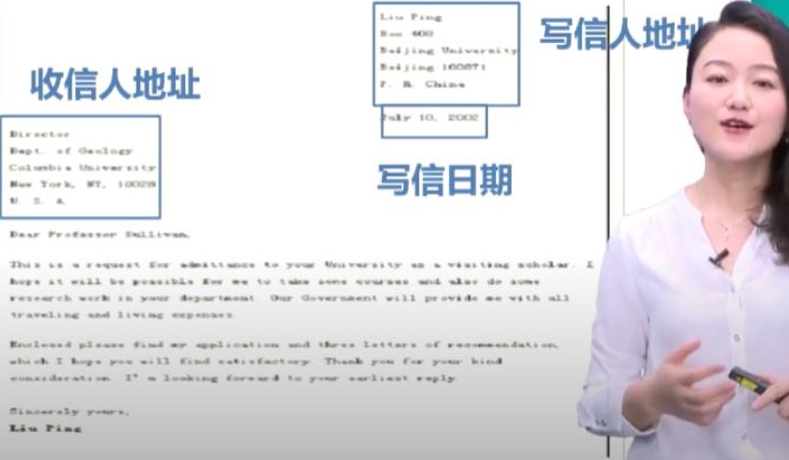 Liu Ping
Box 400
Beijing University
Beijing 100871
P. R. China
写信人地址
收信人地址
July 10, 2002
Director
Dept. of Geology
Columbia University
New York, NY, 10028
U. S. A.
写信日期
Dear Professor Sullivan,
This is a request for admittance to your University as a visiting scholar. I
hope it will be possible for me to take some courses and also do some
research work in your department. Our Government will provide me with all
traveling and living expenses.
Enclosed please find my application and three letters of recommendation,
which I hope you will find satisfactory. Thank you for your kind
consideration. I'm looking forward to your earliest reply.
Sincerely yours,
Liu Ping